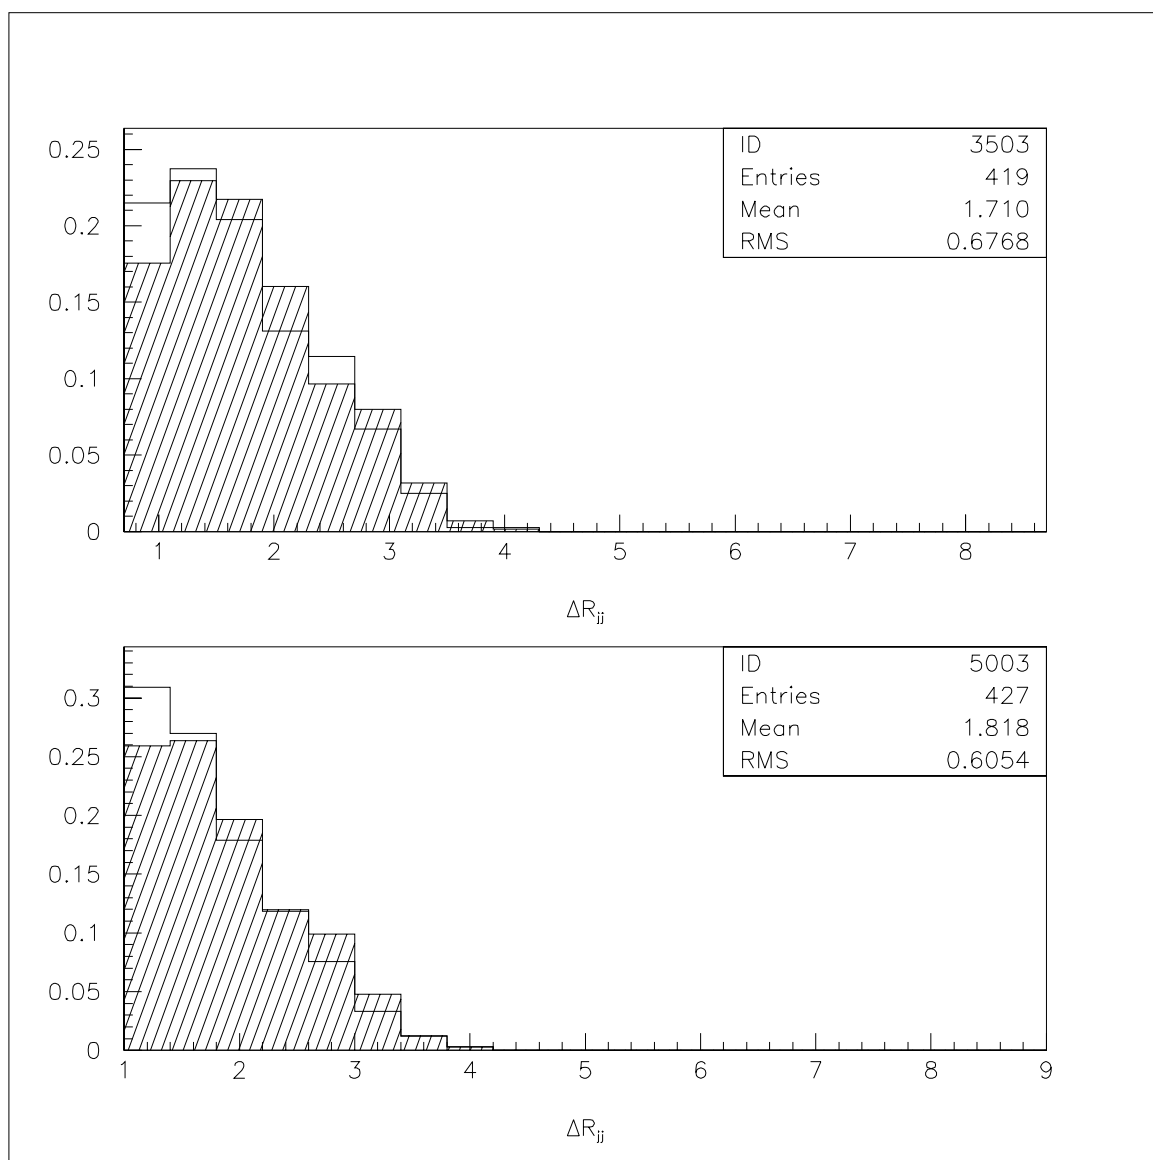 0.25
0.2
0.15
0.1
0.05
0
ID 3503
Entries 419
Mean 1.710
RMS 0.6768
1 2 3 4 5 6 7 8
ΔR_jj
0.3
0.25
0.2
0.15
0.1
0.05
0
ID 5003
Entries 427
Mean 1.818
RMS 0.6054
1 2 3 4 5 6 7 8 9
ΔR_jj